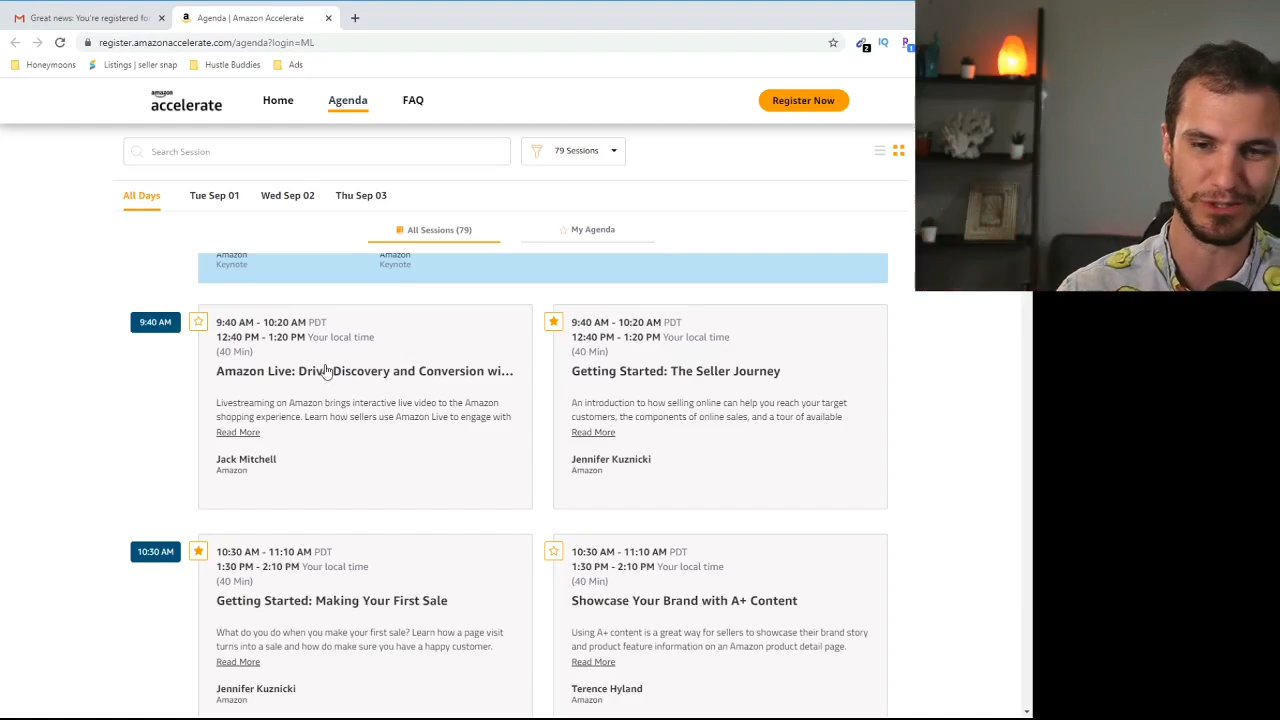 Great news: You're registered fo
Agenda | Amazon Accelerate
register.amazonaccelerate.com/agenda?login=ML
2
IQ
1
Honeymoons
Listings | seller snap
Hustle Buddies
Ads
amazon
accelerate
Home
Agenda
FAQ
Register Now
Search Session
79 Sessions
All Days
Tue Sep 01
Wed Sep 02
Thu Sep 03
All Sessions (79)
My Agenda
Amazon
Keynote
Amazon
Keynote
9:40 AM
9:40 AM - 10:20 AM PDT
12:40 PM - 1:20 PM Your local time
(40 Min)
Amazon Live: Drive Discovery and Conversion wi...
Livestreaming on Amazon brings interactive live video to the Amazon
shopping experience. Learn how sellers use Amazon Live to engage with
Read More
Jack Mitchell
Amazon
9:40 AM - 10:20 AM PDT
12:40 PM - 1:20 PM Your local time
(40 Min)
Getting Started: The Seller Journey
An introduction to how selling online can help you reach your target
customers, the components of online sales, and a tour of available
Read More
Jennifer Kuznicki
Amazon
10:30 AM
10:30 AM - 11:10 AM PDT
1:30 PM - 2:10 PM Your local time
(40 Min)
Getting Started: Making Your First Sale
What do you do when you make your first sale? Learn how a page visit
turns into a sale and how do make sure you have a happy customer.
Read More
Jennifer Kuznicki
Amazon
10:30 AM - 11:10 AM PDT
1:30 PM - 2:10 PM Your local time
(40 Min)
Showcase Your Brand with A+ Content
Using A+ content is a great way for sellers to showcase their brand story
and product feature information on an Amazon product detail page.
Read More
Terence Hyland
Amazon